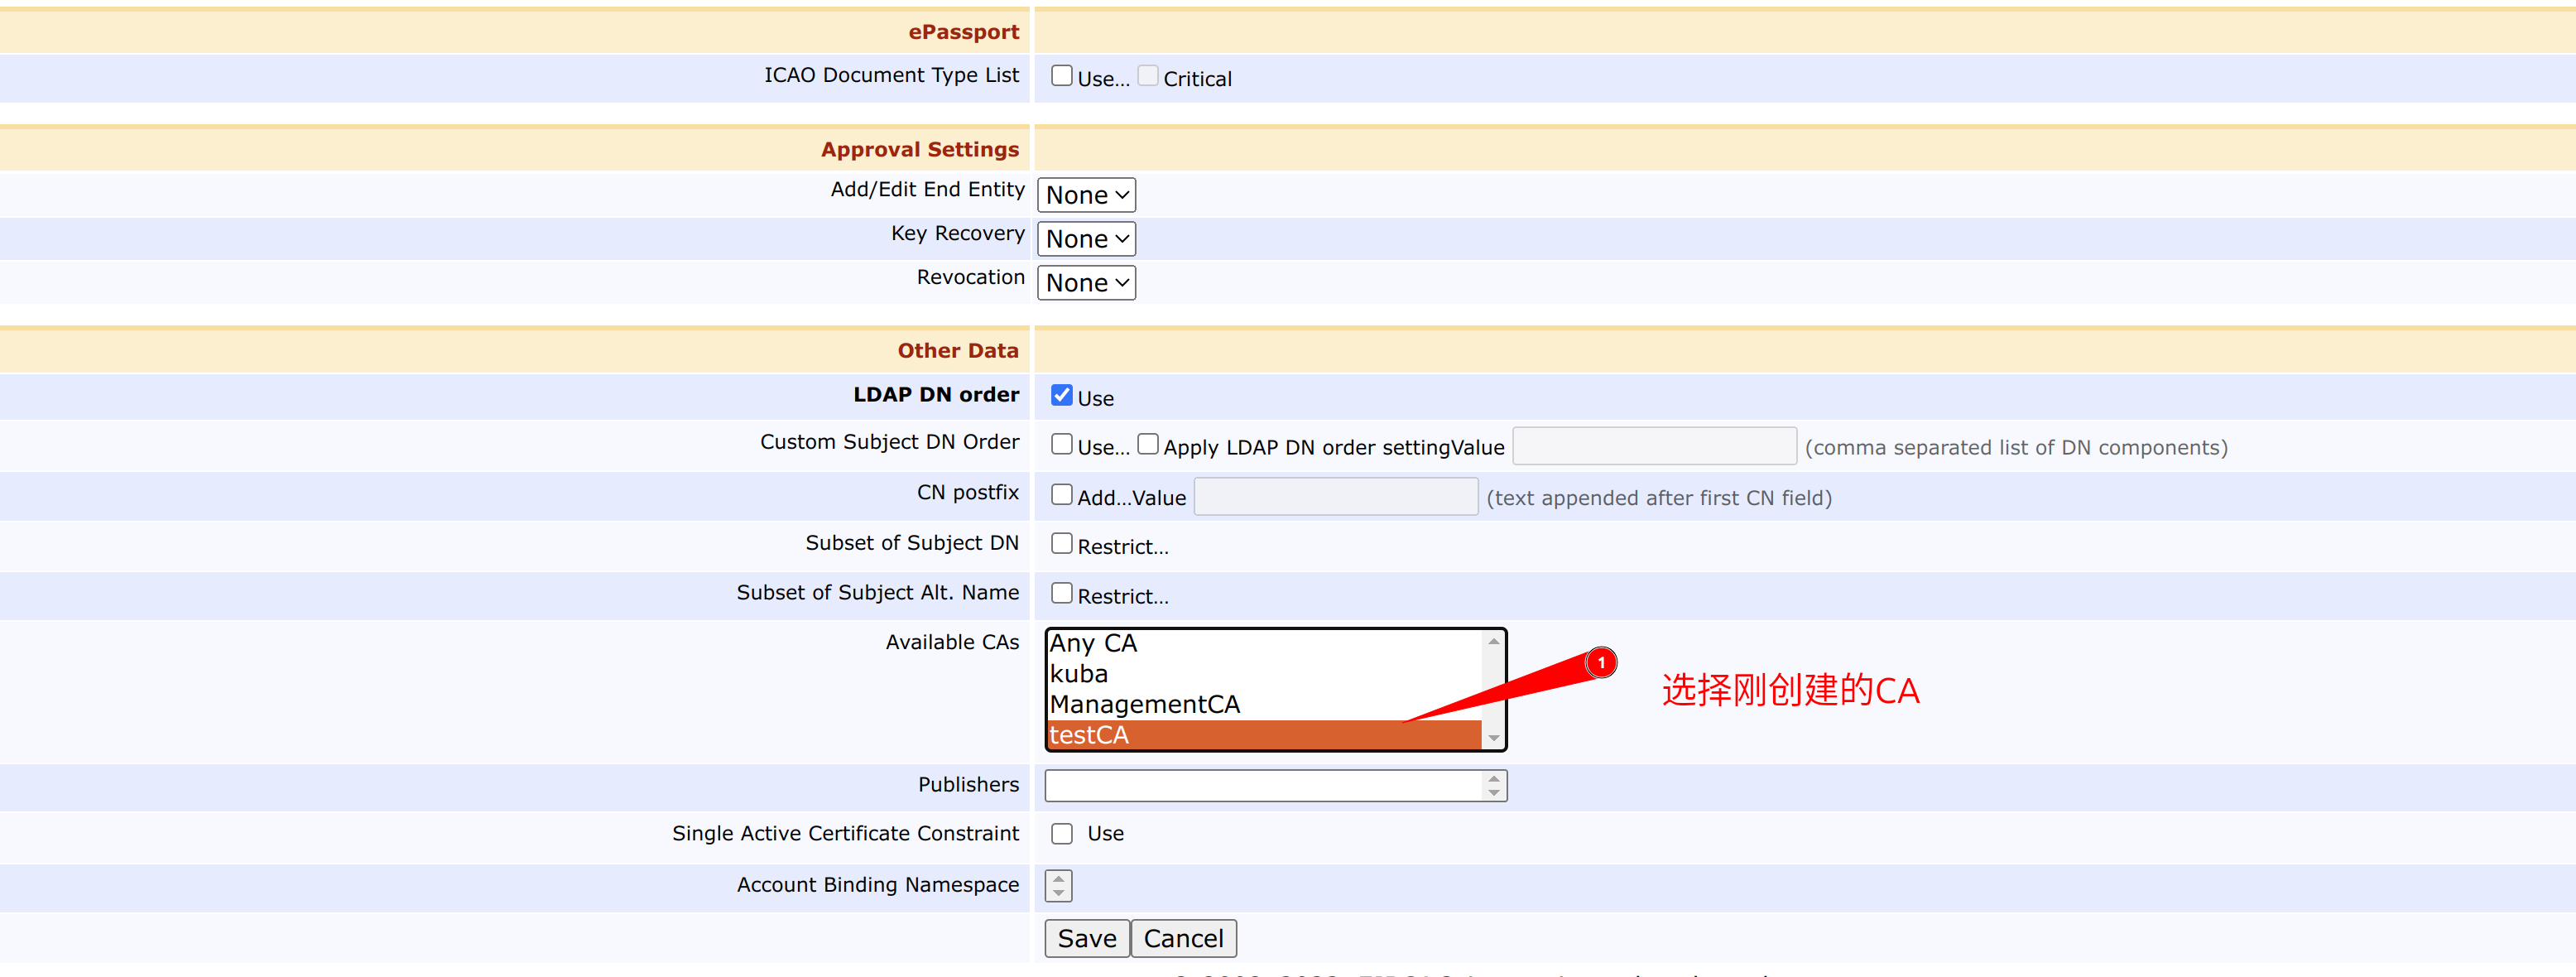 ePassport
ICAO Document Type List Use... Critical
Approval Settings
Add/Edit End Entity None
Key Recovery None
Revocation None
Other Data
LDAP DN order Use
Custom Subject DN Order Use... Apply LDAP DN order settingValue (comma separated list of DN components)
CN postfix Add...Value (text appended after first CN field)
Subset of Subject DN Restrict...
Subset of Subject Alt. Name Restrict...
Available CAs Any CA
kuba
ManagementCA
testCA
1
选择刚创建的CA
Publishers
Single Active Certificate Constraint Use
Account Binding Namespace
Save Cancel